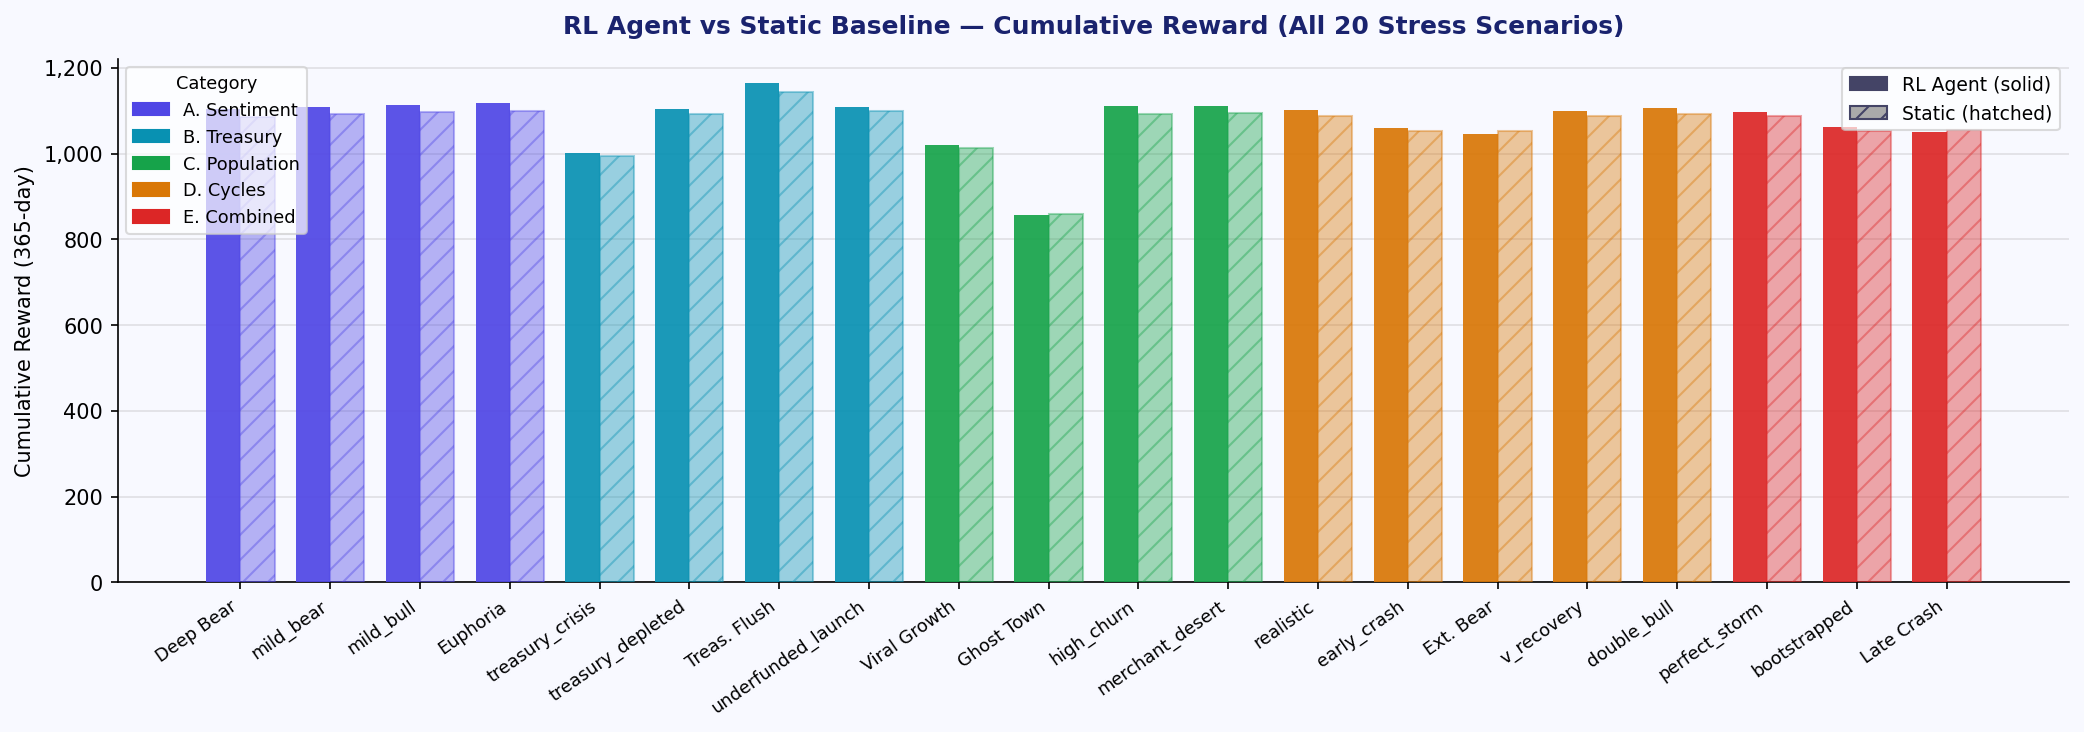 RL Agent vs Static Baseline — Cumulative Reward (All 20 Stress Scenarios)
Cumulative Reward (365-day)
1,200
1,000
800
600
400
200
0
Category
A. Sentiment
B. Treasury
C. Population
D. Cycles
E. Combined
RL Agent (solid)
Static (hatched)
Deep Bear
mild_bear
mild_bull
Euphoria
treasury_crisis
treasury_depleted
Treas. Flush
underfunded_launch
Viral Growth
Ghost Town
high_churn
merchant_desert
realistic
early_crash
Ext. Bear
v_recovery
double_bull
perfect_storm
bootstrapped
Late Crash